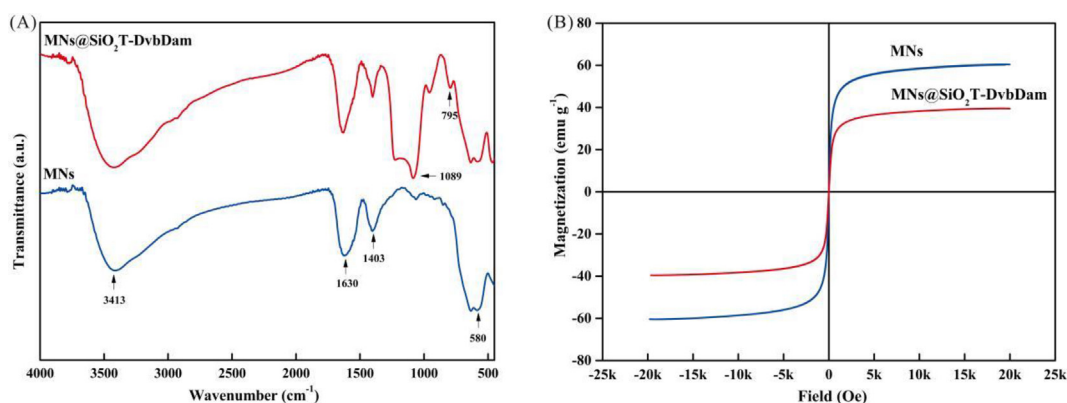 (A)
MNs@SiO₂T-DvbDam
795
1089
MNs
3413
1630
1403
580
Transmittance (a.u.)
4000 3500 3000 2500 2000 1500 1000 500
Wavenumber (cm⁻¹)
(B)
80
60
40
20
0
-20
-40
-60
-80
MNs
MNs@SiO₂T-DvbDam
Magnetization (emu g⁻¹)
-25k -20k -15k -10k -5k 0 5k 10k 15k 20k 25k
Field (Oe)